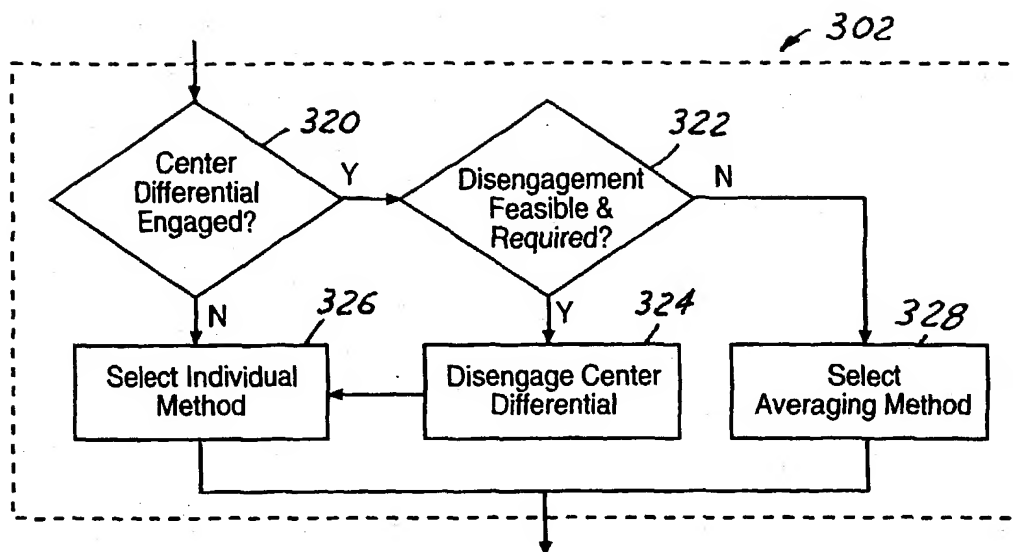 302
320
Center
Differential
Engaged?
Y
322
Disengagement
Feasible &
Required?
N
N
326
Select Individual
Method
Y
324
Disengage Center
Differential
328
Select
Averaging Method